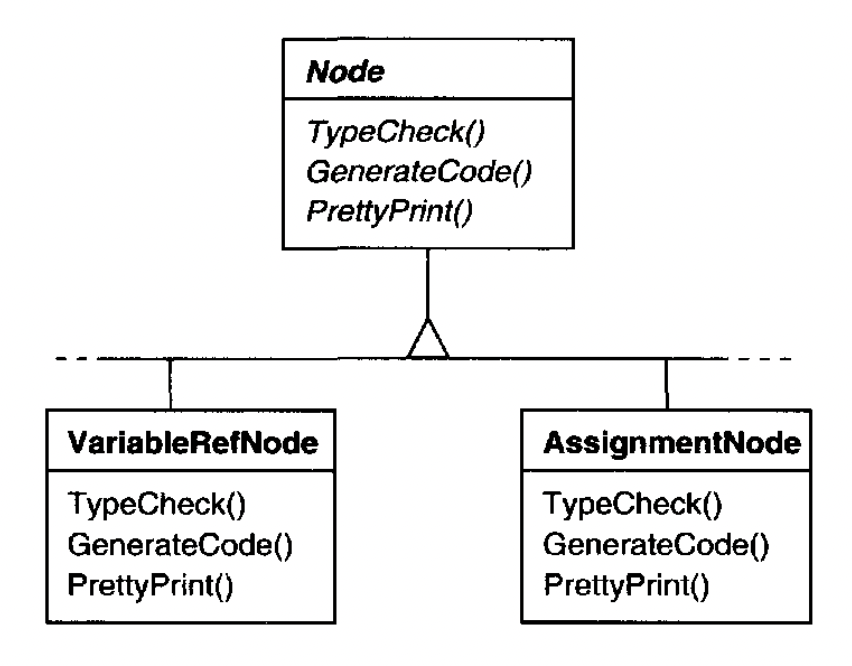 Node
TypeCheck()
GenerateCode()
PrettyPrint()
VariableRefNode
TypeCheck()
GenerateCode()
PrettyPrint()
AssignmentNode
TypeCheck()
GenerateCode()
PrettyPrint()